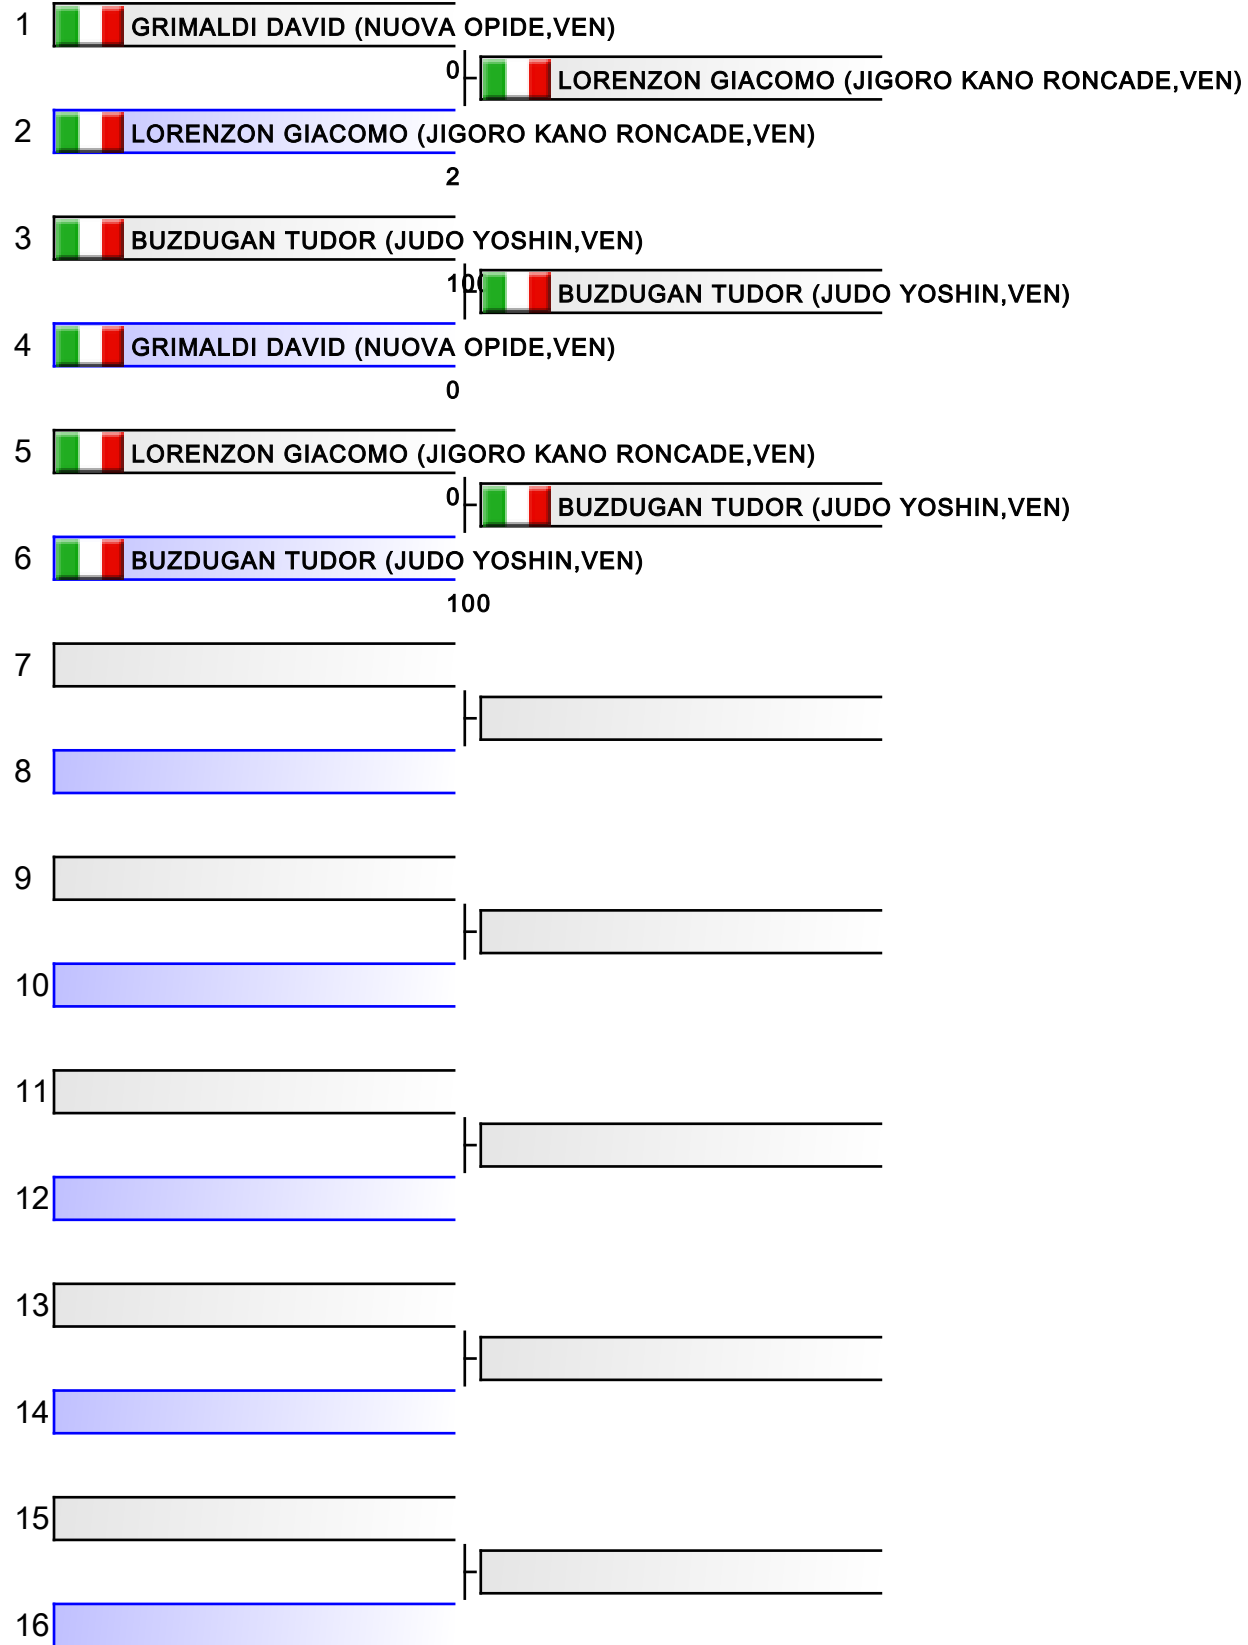 1 GRIMALDI DAVID (NUOVA OPIDE,VEN)
0
LORENZON GIACOMO (JIGORO KANO RONCADE,VEN)
2 LORENZON GIACOMO (JIGORO KANO RONCADE,VEN)
2
3 BUZDUGAN TUDOR (JUDO YOSHIN,VEN)
100
BUZDUGAN TUDOR (JUDO YOSHIN,VEN)
4 GRIMALDI DAVID (NUOVA OPIDE,VEN)
0
5 LORENZON GIACOMO (JIGORO KANO RONCADE,VEN)
0
BUZDUGAN TUDOR (JUDO YOSHIN,VEN)
6 BUZDUGAN TUDOR (JUDO YOSHIN,VEN)
100
7
8
9
10
11
12
13
14
15
16